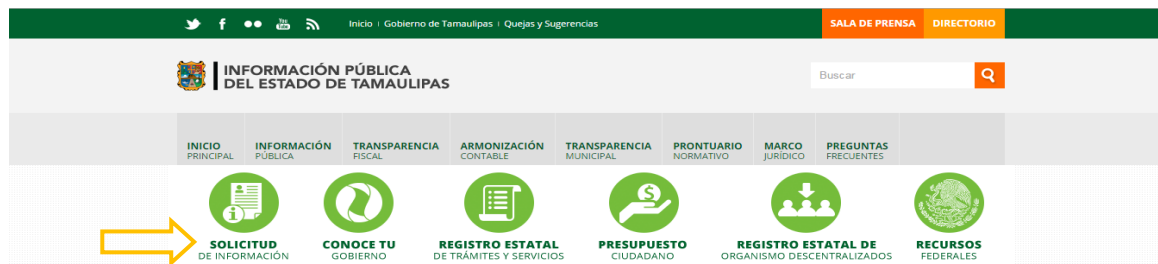 You Tube
Inicio | Gobierno de Tamaulipas | Quejas y Sugerencias
SALA DE PRENSA
DIRECTORIO
INFORMACIÓN PÚBLICA
DEL ESTADO DE TAMAULIPAS
Buscar
INICIO
PRINCIPAL
INFORMACIÓN
PÚBLICA
TRANSPARENCIA
FISCAL
ARMONIZACIÓN
CONTABLE
TRANSPARENCIA
MUNICIPAL
PRONTUARIO
NORMATIVO
MARCO
JURÍDICO
PREGUNTAS
FRECUENTES
SOLICITUD
DE INFORMACIÓN
CONOCE TU
GOBIERNO
REGISTRO ESTATAL
DE TRÁMITES Y SERVICIOS
PRESUPUESTO
CIUDADANO
REGISTRO ESTATAL DE
ORGANISMO DESCENTRALIZADOS
RECURSOS
FEDERALES